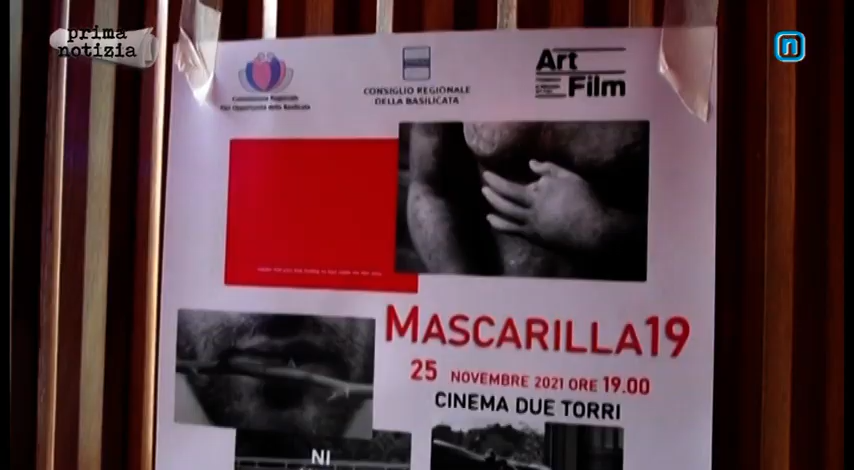 prima
notizia
n
CONSIGLIO REGIONALE
DELLA BASILICATA
Art
Film
MASCARILLA19
25 NOVEMBRE 2021 ORE 19.00
CINEMA DUE TORRI
NI